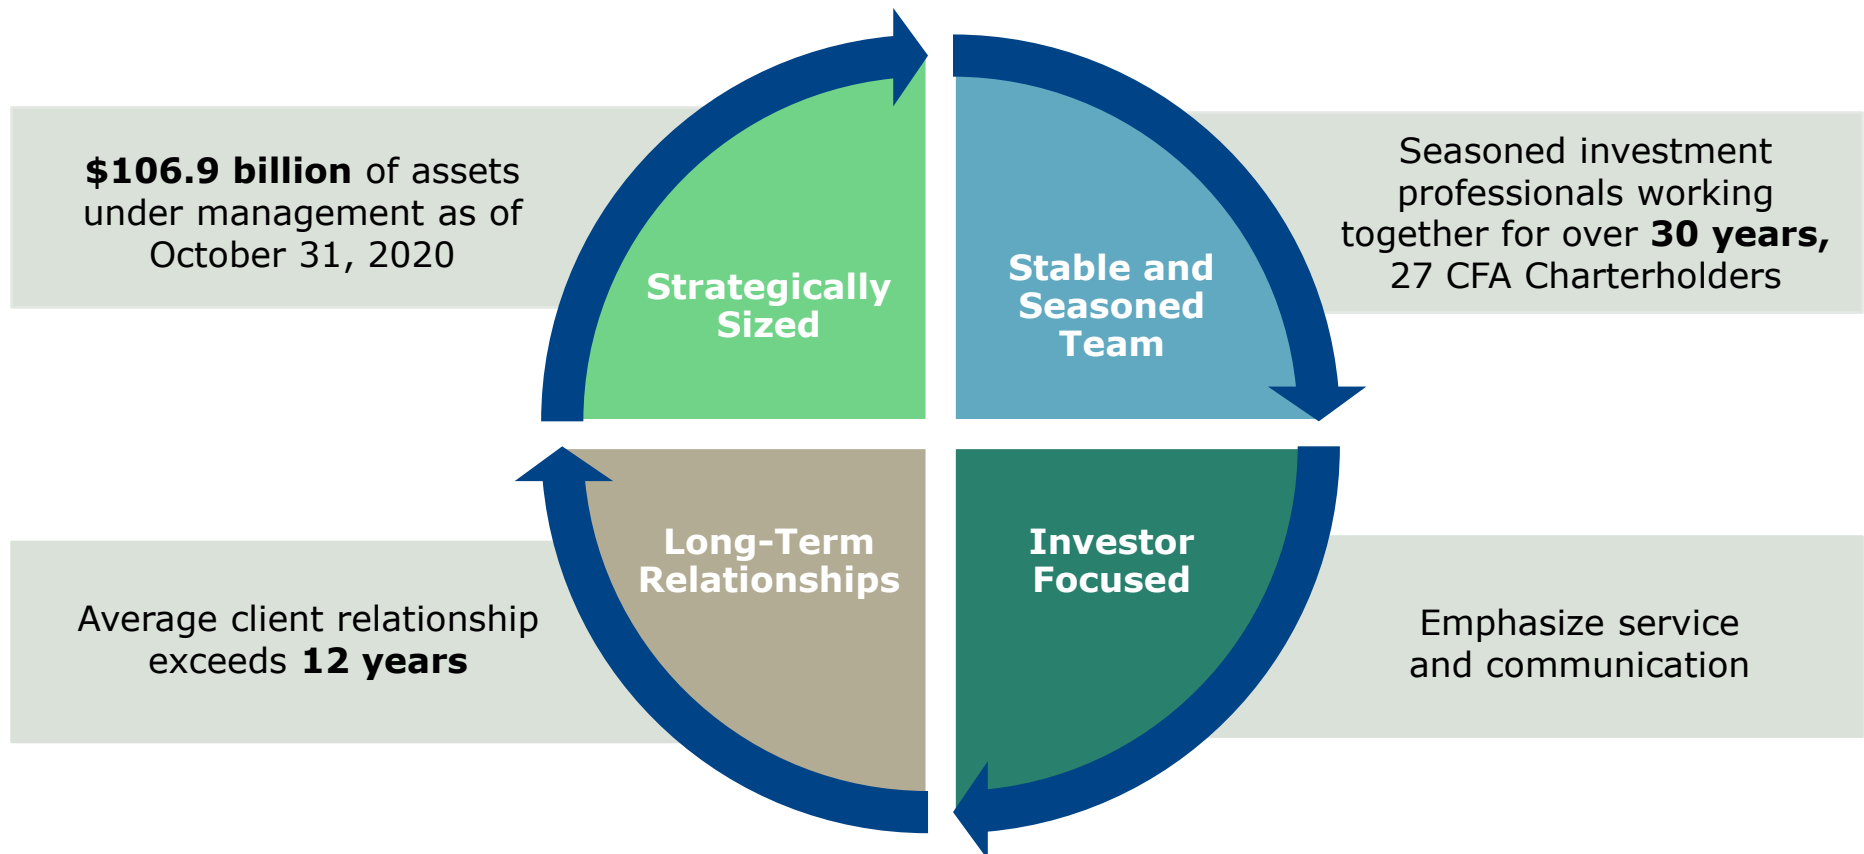 $106.9 billion of assets
under management as of
October 31, 2020
Strategically
Sized
Stable and
Seasoned
Team
Seasoned investment
professionals working
together for over 30 years,
27 CFA Charterholders
Average client relationship
exceeds 12 years
Long-Term
Relationships
Investor
Focused
Emphasize service
and communication